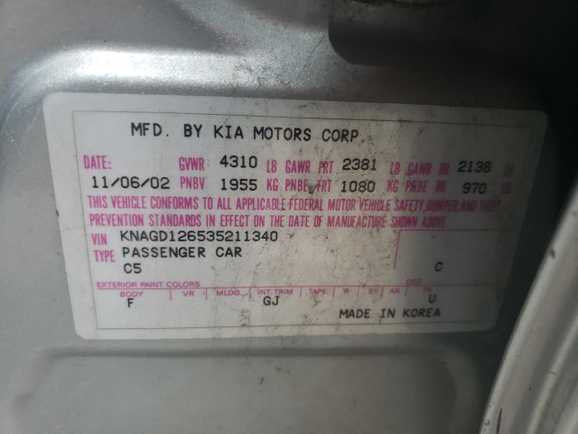 MFD. BY KIA MOTORS CORP.
DATE: GVWR 4310 LB GAWR FRT 2381 LB GAWR RR 2138
11/06/02 PNBV 1955 KG PNBE FRT 1080 KG PNBE RR 970
THIS VEHICLE CONFORMS TO ALL APPLICABLE FEDERAL MOTOR VEHICLE SAFETY, BUMPER, AND THEFT
PREVENTION STANDARDS IN EFFECT ON THE DATE OF MANUFACTURE SHOWN ABOVE
VIN KNAGD126535211340
TYPE PASSENGER CAR
C5 C
EXTERIOR PAINT COLORS
BODY VR MLDG. INT.TRIM TAPE
F GJ U
MADE IN KOREA